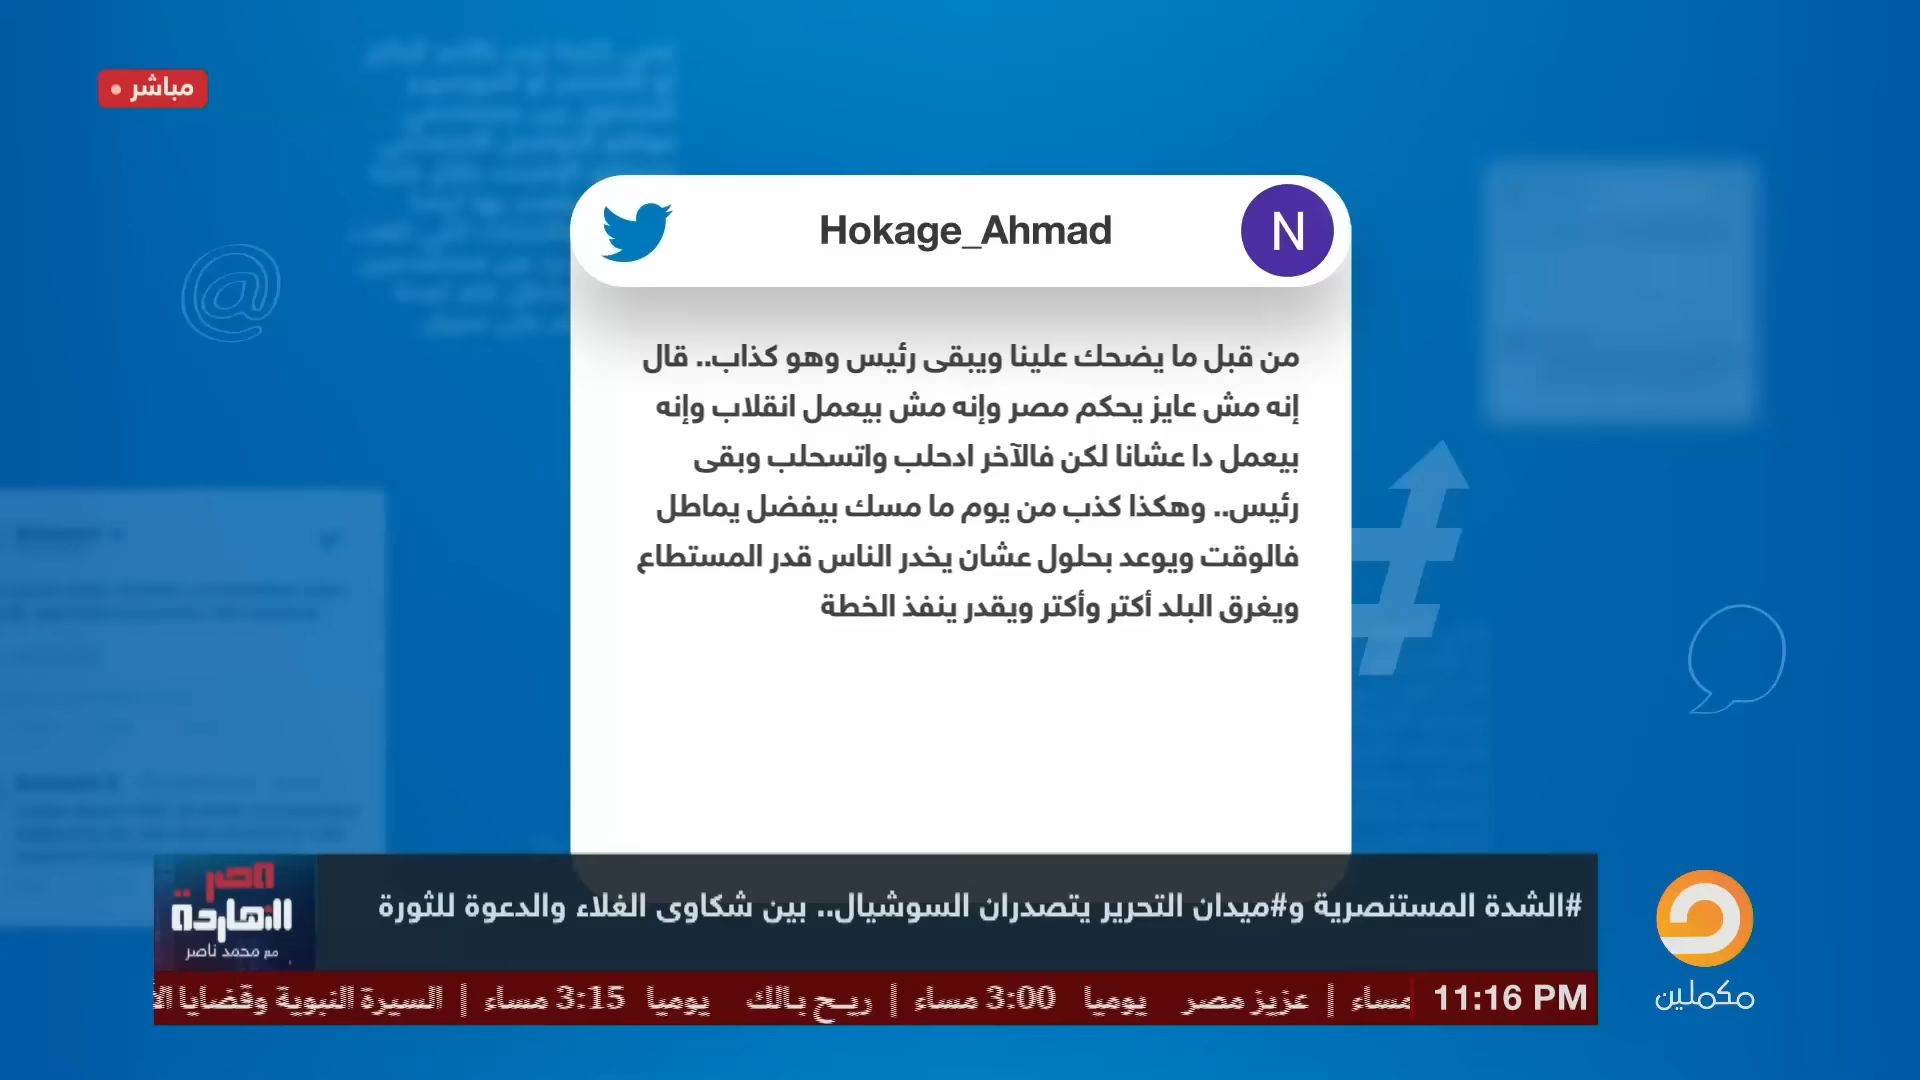 مباشر
Hokage_Ahmad
N
من قبل ما يضحك علينا ويبقى رئيس وهو كذاب.. قال
إنه مش عايز يحكم مصر وإنه مش بيعمل انقلاب وإنه
بيعمل دا عشانا لكن فالآخر ادحلب واتسحلب وبقى
رئيس.. وهكذا كذب من يوم ما مسك بيفضل يماطل
فالوقت ويوعد بحلول عشان يخدر الناس قدر المستطاع
ويغرق البلد أكتر وأكتر ويقدر ينفذ الخطة
#الشدة المستنصرية و#ميدان التحرير يتصدران السوشيال.. بين شكاوى الغلاء والدعوة للثورة
مصر
النهاردة
مع محمد ناصر
11:16 PM
مساء | عزيز مصر يوميا 3:00 مساء | ريــح بـالك يوميا 3:15 مساء | السيرة النبوية وقضايا
مكملين